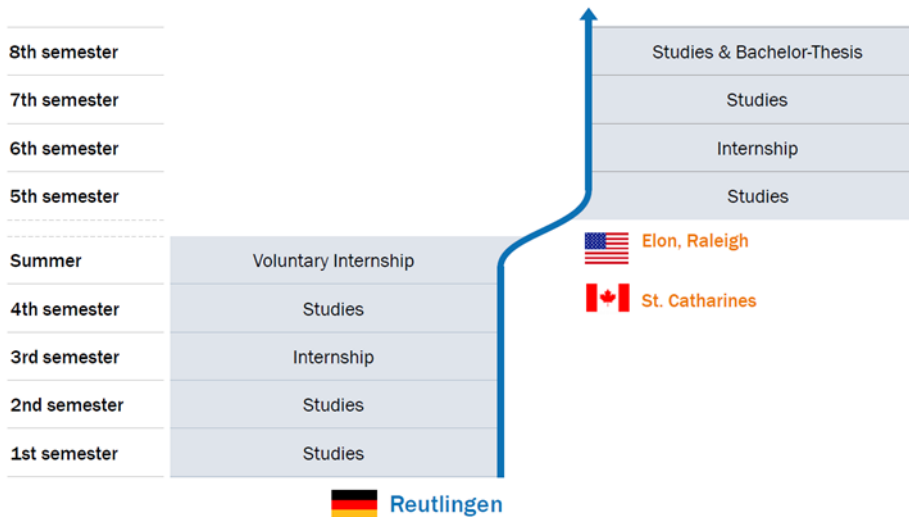 8th semester
Studies & Bachelor-Thesis
7th semester
Studies
6th semester
Internship
5th semester
Studies
Elon, Raleigh
Summer
Voluntary Internship
St. Catharines
4th semester
Studies
3rd semester
Internship
2nd semester
Studies
1st semester
Studies
Reutlingen